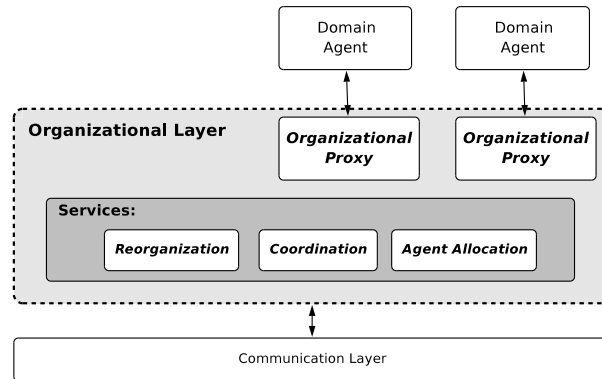 Domain
Agent
Domain
Agent
Organizational Layer
Organizational
Proxy
Organizational
Proxy
Services:
Reorganization
Coordination
Agent Allocation
Communication Layer